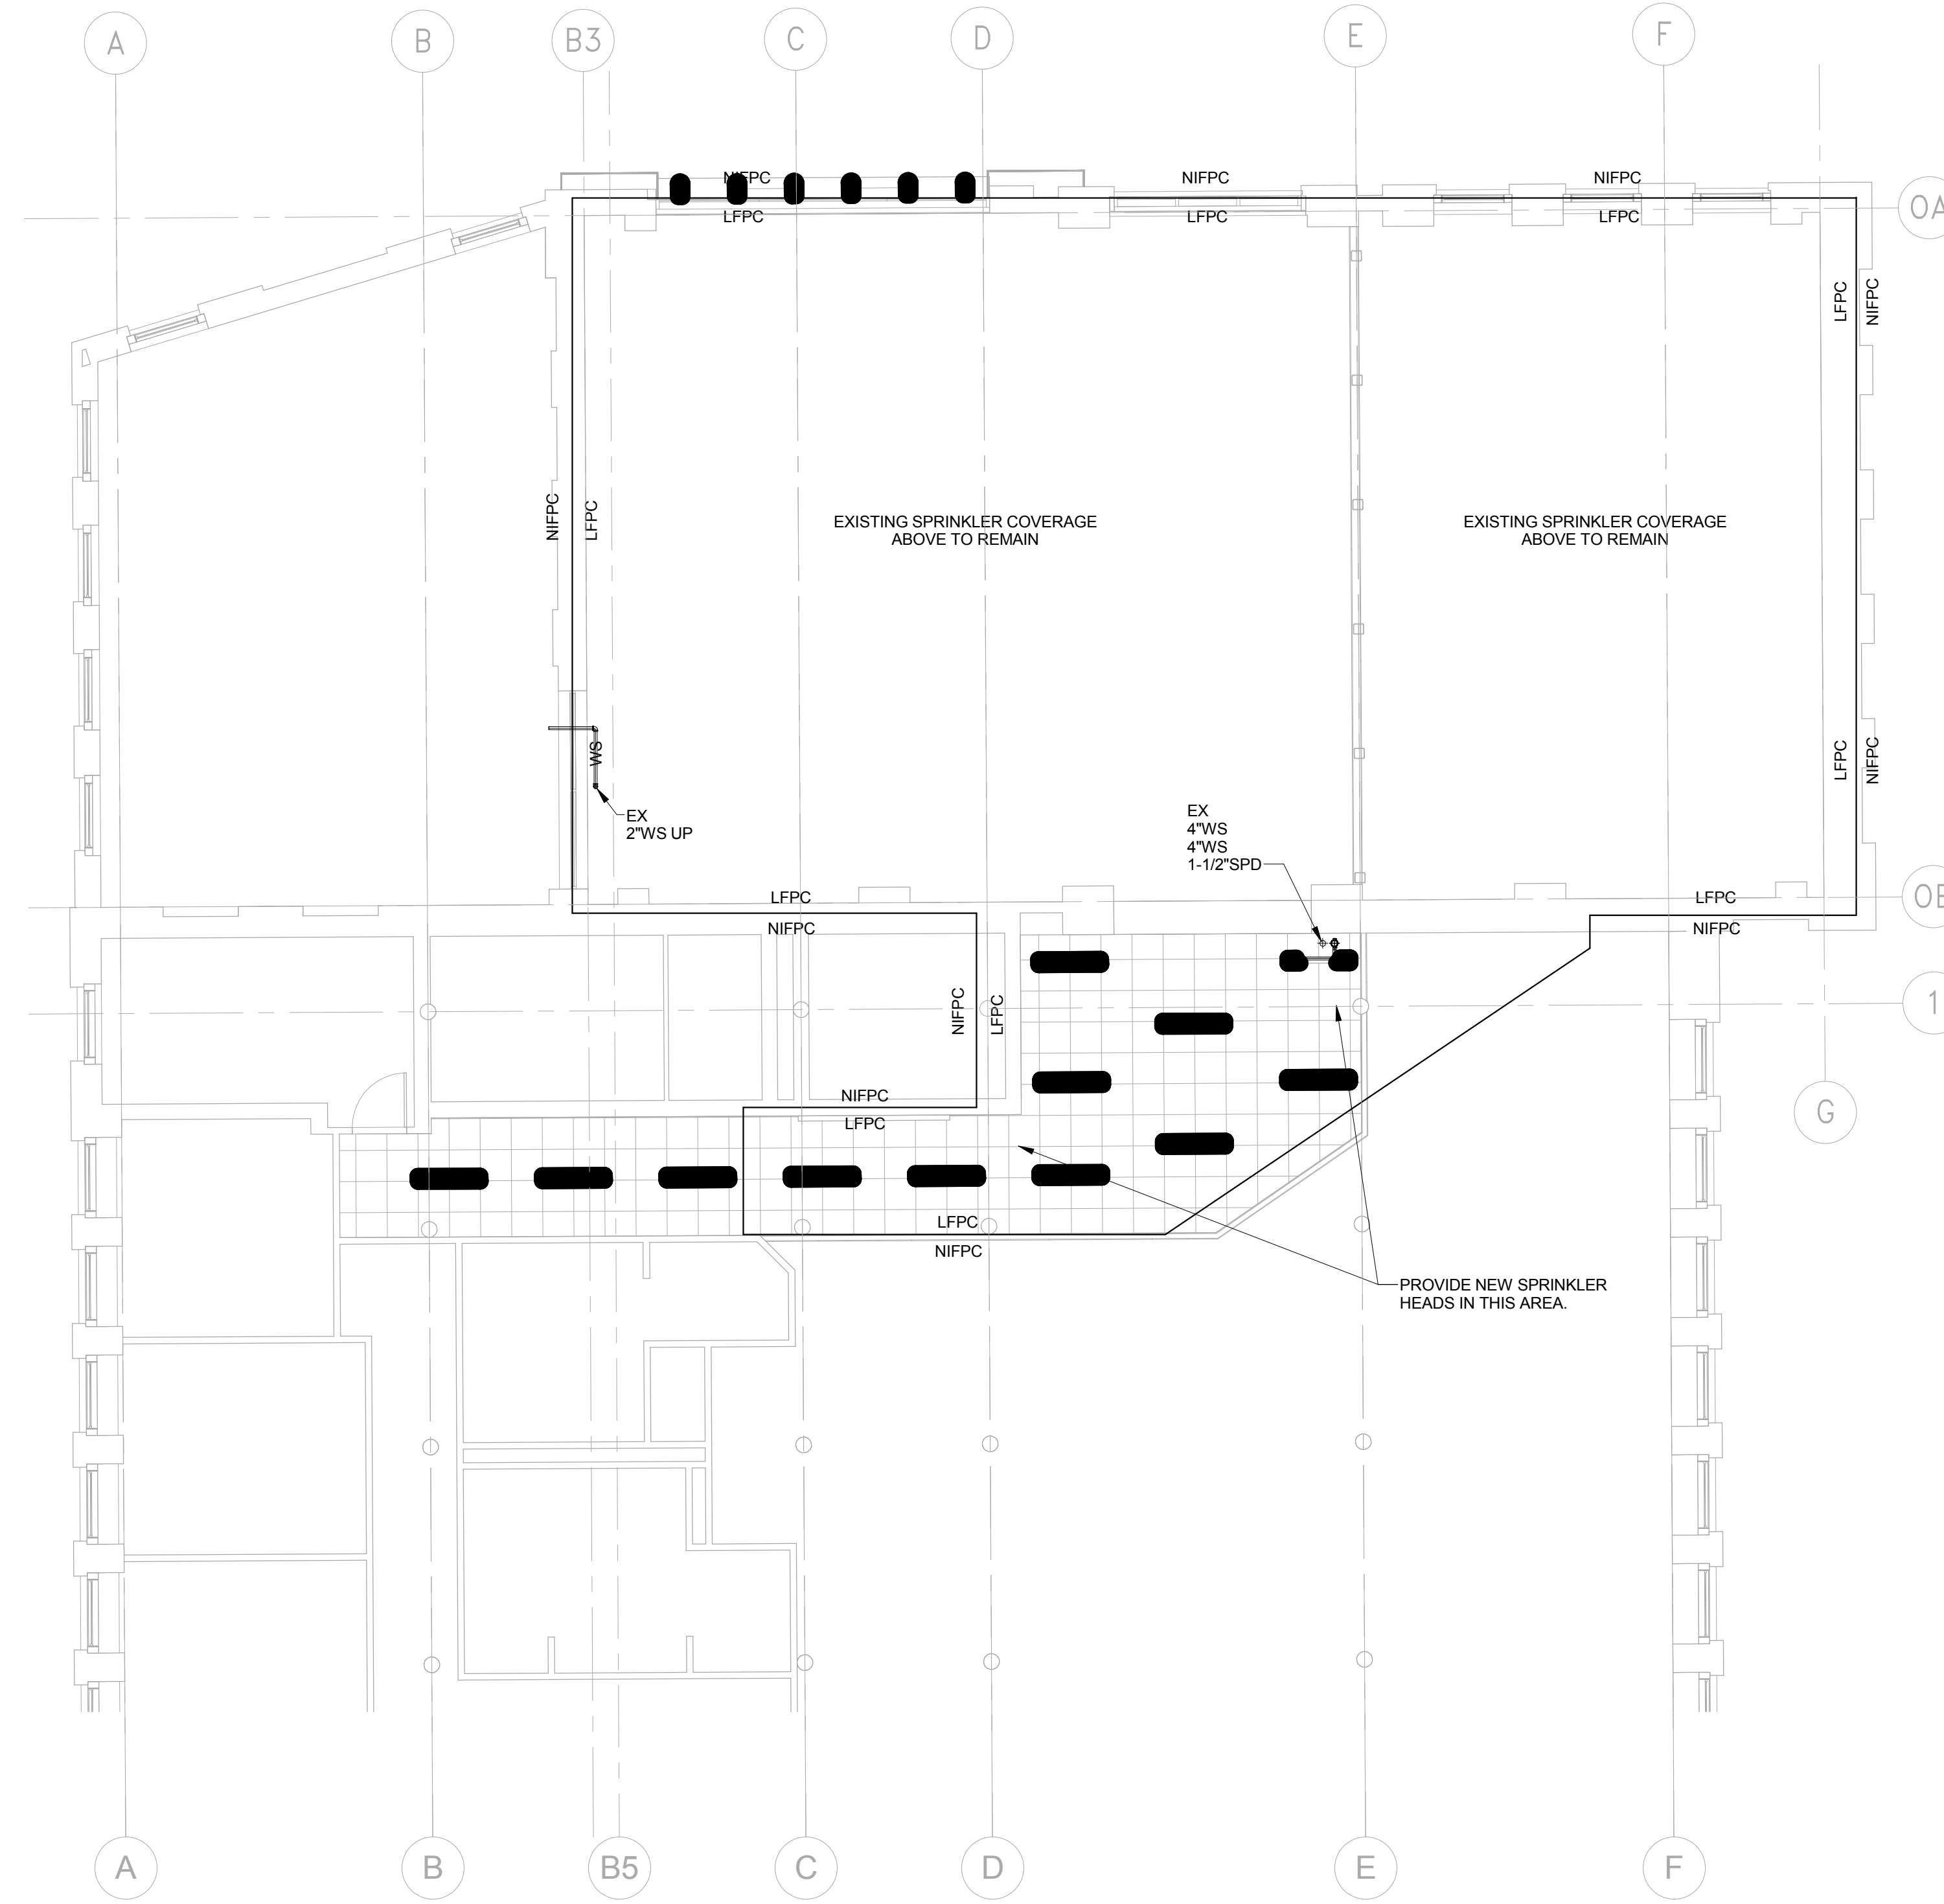 A
B
B3
C
D
E
F
NIFPC
NIFPC
NIFPC
LFPC
LFPC
LFPC
0A
LFPC
NIFPC
NIFPC
LFPC
EXISTING SPRINKLER COVERAGE
ABOVE TO REMAIN
EXISTING SPRINKLER COVERAGE
ABOVE TO REMAIN
WS
LFPC
NIFPC
EX
2"WS UP
EX
4"WS
4"WS
1-1/2"SPD
LFPC
NIFPC
LFPC
NIFPC
0B
NIFPC
LFPC
1
NIFPC
LFPC
G
LFPC
NIFPC
PROVIDE NEW SPRINKLER
HEADS IN THIS AREA.
A
B
B5
C
D
E
F